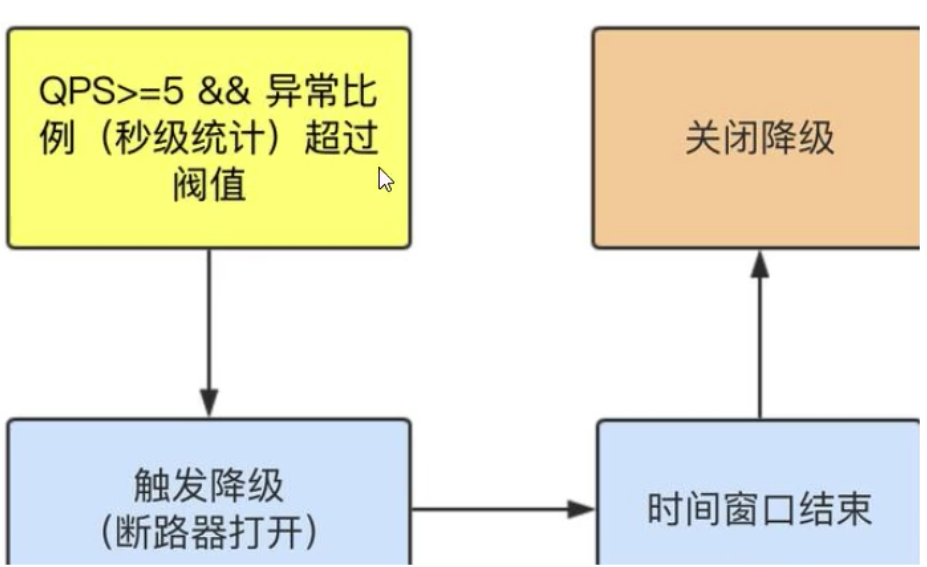 QPS>=5 && 异常比
例（秒级统计）超过
阀值
关闭降级
触发降级
（断路器打开）
时间窗口结束